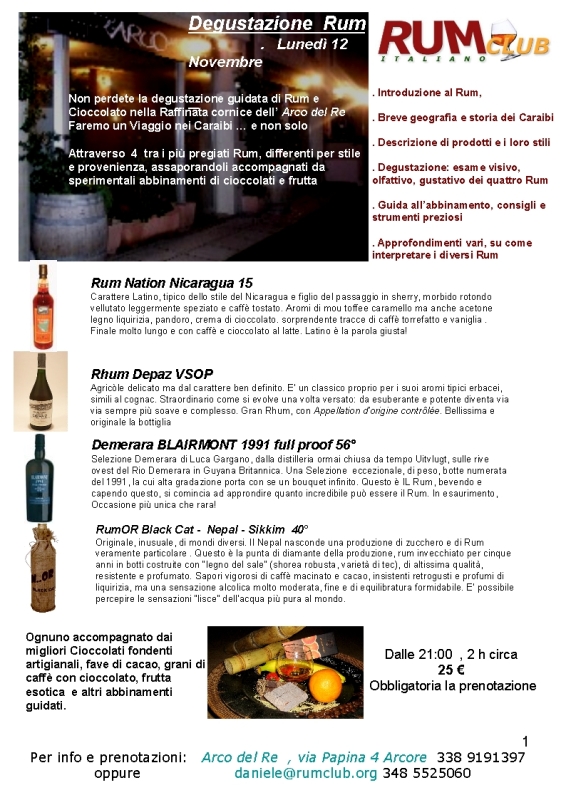 Degustazione Rum
. Lunedì 12
Novembre
RUM CLUB
ITALIANO
ARCO
Non perdete la degustazione guidata di Rum e
Cioccolato nella Raffinata cornice dell' Arco del Re
Faremo un Viaggio nei Caraibi … e non solo
Attraverso 4 tra i più pregiati Rum, differenti per stile
e provenienza, assaporandoli accompagnati da
sperimentali abbinamenti di cioccolati e frutta
. Introduzione al Rum,
. Breve geografia e storia dei Caraibi
. Descrizione di prodotti e i loro stili
. Degustazione: esame visivo,
olfattivo, gustativo dei quattro Rum
. Guida all'abbinamento, consigli e
strumenti preziosi
. Approfondimenti vari, su come
interpretare i diversi Rum
Rum Nation Nicaragua 15
Carattere Latino, tipico dello stile del Nicaragua e figlio del passaggio in sherry, morbido rotondo
vellutato leggermente speziato e caffè tostato. Aromi di mou toffee caramello ma anche acetone
legno liquirizia, pandoro, crema di cioccolato. sorprendente tracce di caffè torrefatto e vaniglia .
Finale molto lungo e con caffè e cioccolato al latte. Latino è la parola giusta!
Rhum Depaz VSOP
Agricòle delicato ma dal carattere ben definito. E' un classico proprio per i suoi aromi tipici erbacei,
simili al cognac. Straordinario come si evolve una volta versato: da esuberante e potente diventa via
via sempre più soave e complesso. Gran Rhum, con Appellation d'origine contrôlée. Bellissima e
originale la bottiglia
Demerara BLAIRMONT 1991 full proof 56°
Selezione Demerara di Luca Gargano, dalla distilleria ormai chiusa da tempo Uitvlugt, sulle rive
ovest del Rio Demerara in Guyana Britannica. Una Selezione eccezionale, di peso, botte numerata
del 1991, la cui alta gradazione porta con se un bouquet infinito. Questo è IL Rum, bevendo e
capendo questo, si comincia ad approndire quanto incredibile può essere il Rum. In esaurimento,
Occasione più unica che rara!
RumOR Black Cat - Nepal - Sikkim 40°
Originale, inusuale, di mondi diversi. Il Nepal nasconde una produzione di zucchero e di Rum
veramente particolare . Questo è la punta di diamante della produzione, rum invecchiato per cinque
anni in botti costruite con "legno del sale" (shorea robusta, varietà di tec), di altissima qualità,
resistente e profumato. Sapori vigorosi di caffè macinato e cacao, insistenti retrogusti e profumi di
liquirizia, ma una sensazione alcolica molto moderata, fine e di equilibratura formidabile. E' possibile
percepire le sensazioni "lisce" dell'acqua più pura al mondo.
Ognuno accompagnato dai
migliori Cioccolati fondenti
artigianali, fave di cacao, grani di
caffè con cioccolato, frutta
esotica e altri abbinamenti
guidati.
Dalle 21:00 , 2 h circa
25 €
Obbligatoria la prenotazione
1
Per info e prenotazioni: Arco del Re , via Papina 4 Arcore 338 9191397
oppure daniele@rumclub.org 348 5525060